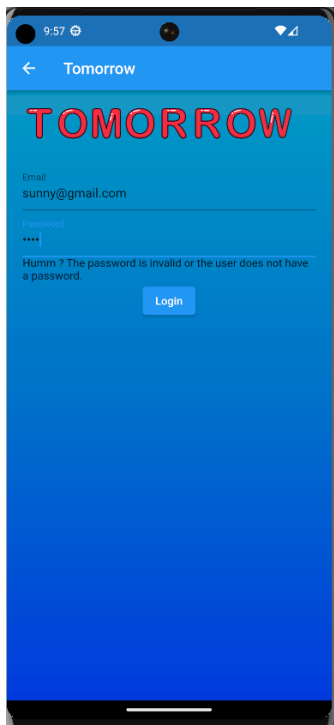 9:57
Tomorrow
TOMORROW
Email
sunny@gmail.com
Password
••••
Humm ? The password is invalid or the user does not have
a password.
Login